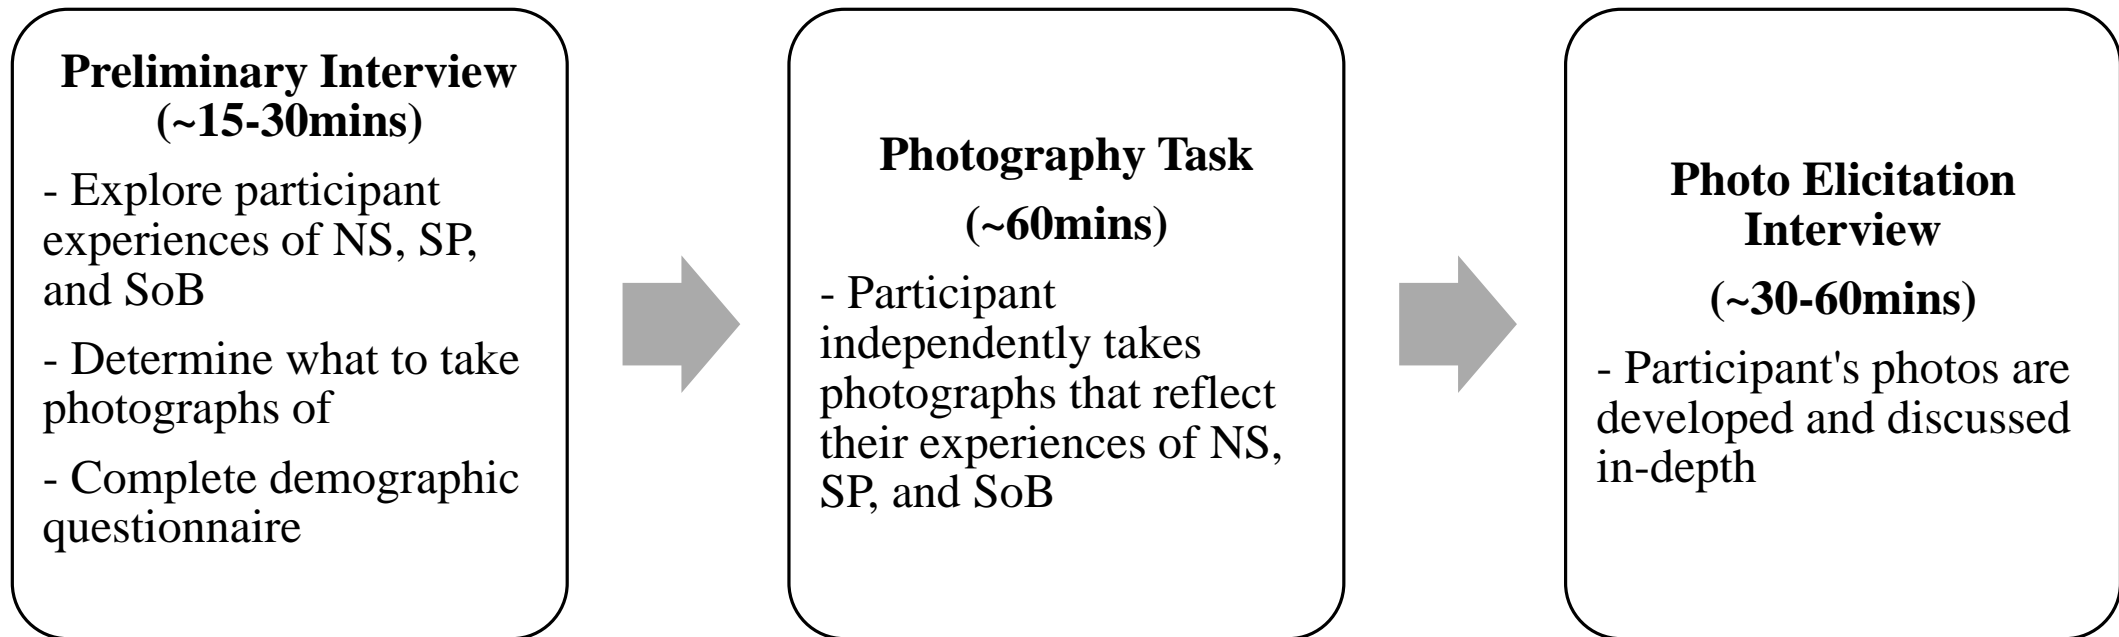 Preliminary Interview
(~15-30mins)
- Explore participant
experiences of NS, SP,
and SoB
- Determine what to take
photographs of
- Complete demographic
questionnaire
Photography Task
(~60mins)
- Participant
independently takes
photographs that reflect
their experiences of NS,
SP, and SoB
Photo Elicitation
Interview
(~30-60mins)
- Participant's photos are
developed and discussed
in-depth